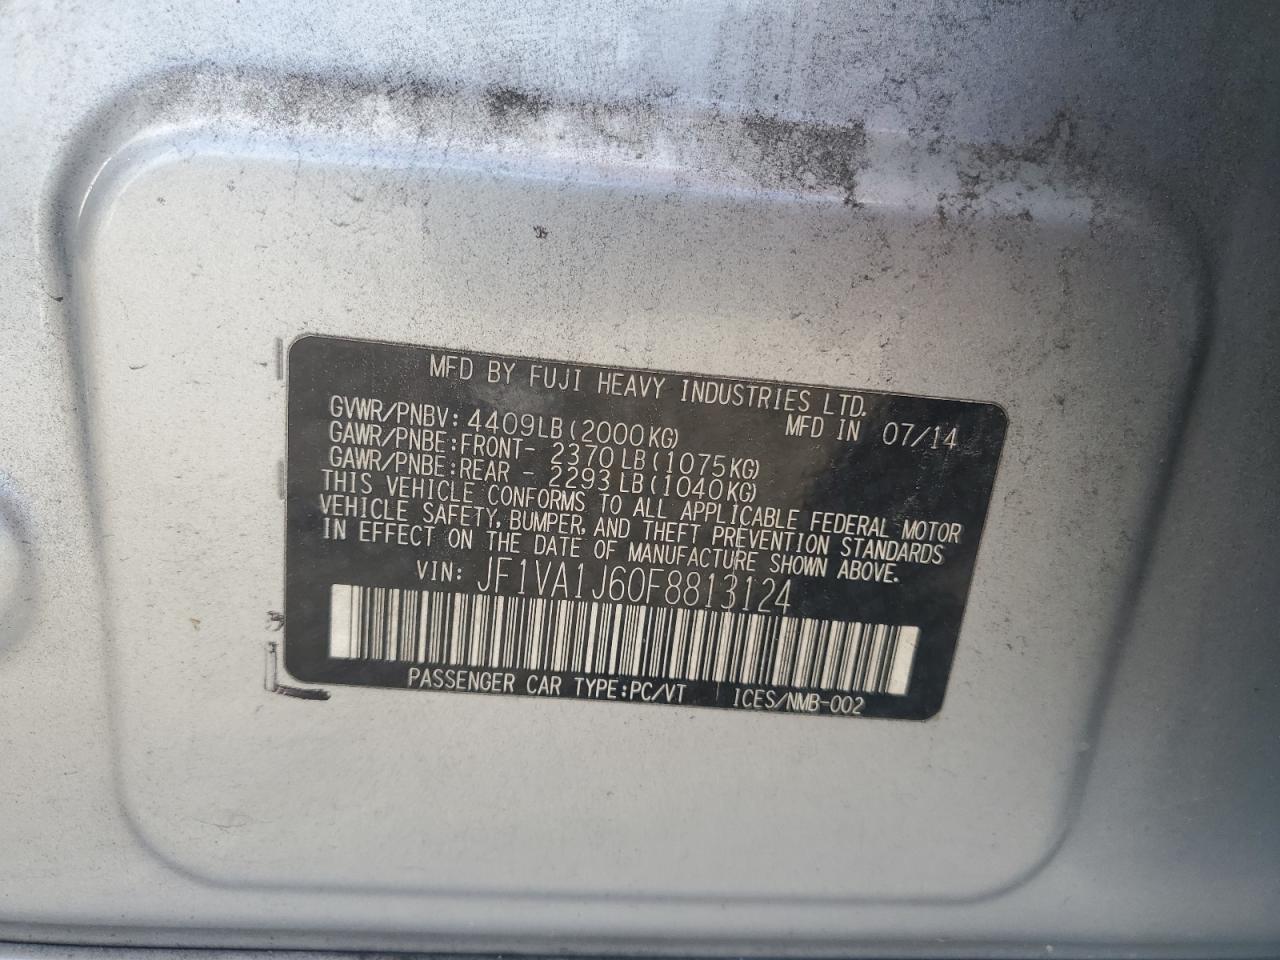 MFD BY FUJI HEAVY INDUSTRIES LTD.
MFD IN 07/14
GVWR/PNBV: 4409LB(2000KG)
GAWR/PNBE:FRONT- 2370LB(1075KG)
GAWR/PNBE:REAR - 2293LB(1040KG)
THIS VEHICLE CONFORMS TO ALL APPLICABLE FEDERAL MOTOR
VEHICLE SAFETY, BUMPER, AND THEFT PREVENTION STANDARDS
IN EFFECT ON THE DATE OF MANUFACTURE SHOWN ABOVE.
VIN: JF1VA1J60F8813124
PASSENGER CAR TYPE:PC/VT ICES/NMB-002